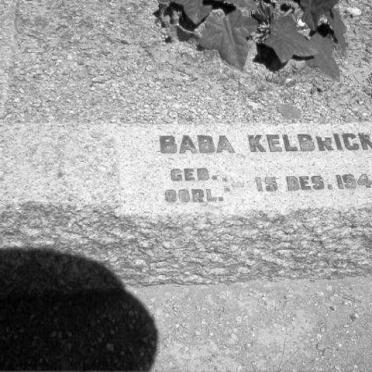 BABA KELBRICK
GEB.
OORL. 15 DES. 194